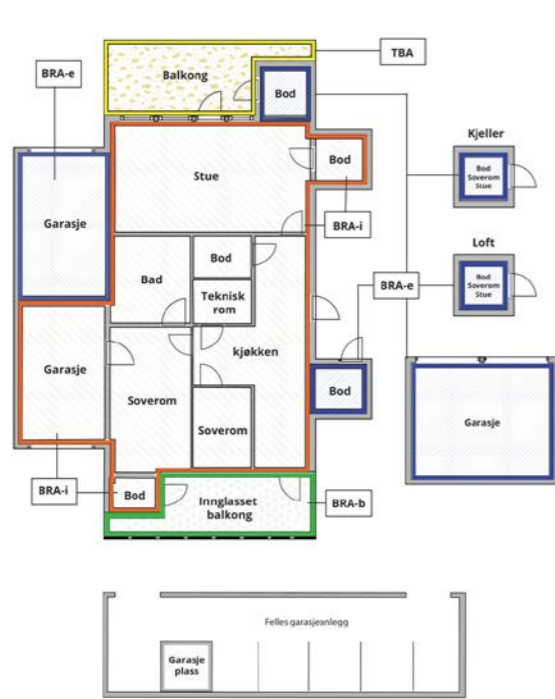 TBA
BRA-e
Balkong
Bod
Kjeller
Bod
Soverom
Stue
Stue
Bod
Garasje
BRA-i
Loft
Bod
Soverom
Stue
Bad
Bod
Teknisk
rom
BRA-e
kjøkken
Garasje
Soverom
Bod
Garasje
Soverom
BRA-i
Bod
Innglasset
balkong
BRA-b
Felles garasjeanlegg
Garasje
plass